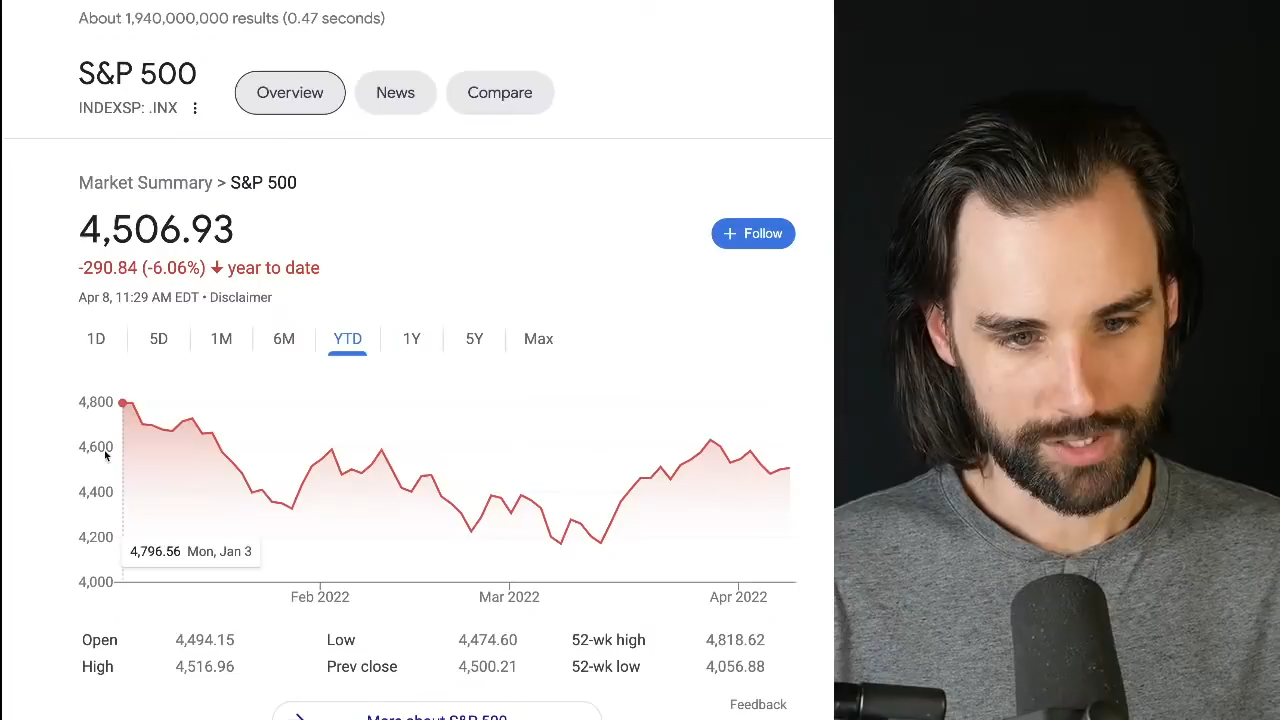 About 1,940,000,000 results (0.47 seconds)
S&P 500
Overview News Compare
INDEXSP: .INX
Market Summary > S&P 500
4,506.93
+ Follow
-290.84 (-6.06%) ↓ year to date
Apr 8, 11:29 AM EDT • Disclaimer
1D 5D 1M 6M YTD 1Y 5Y Max
4,800
4,600
4,400
4,200
4,796.56 Mon, Jan 3
4,000
Feb 2022 Mar 2022 Apr 2022
Open 4,494.15 Low 4,474.60 52-wk high 4,818.62
High 4,516.96 Prev close 4,500.21 52-wk low 4,056.88
Feedback
More about S&P 500